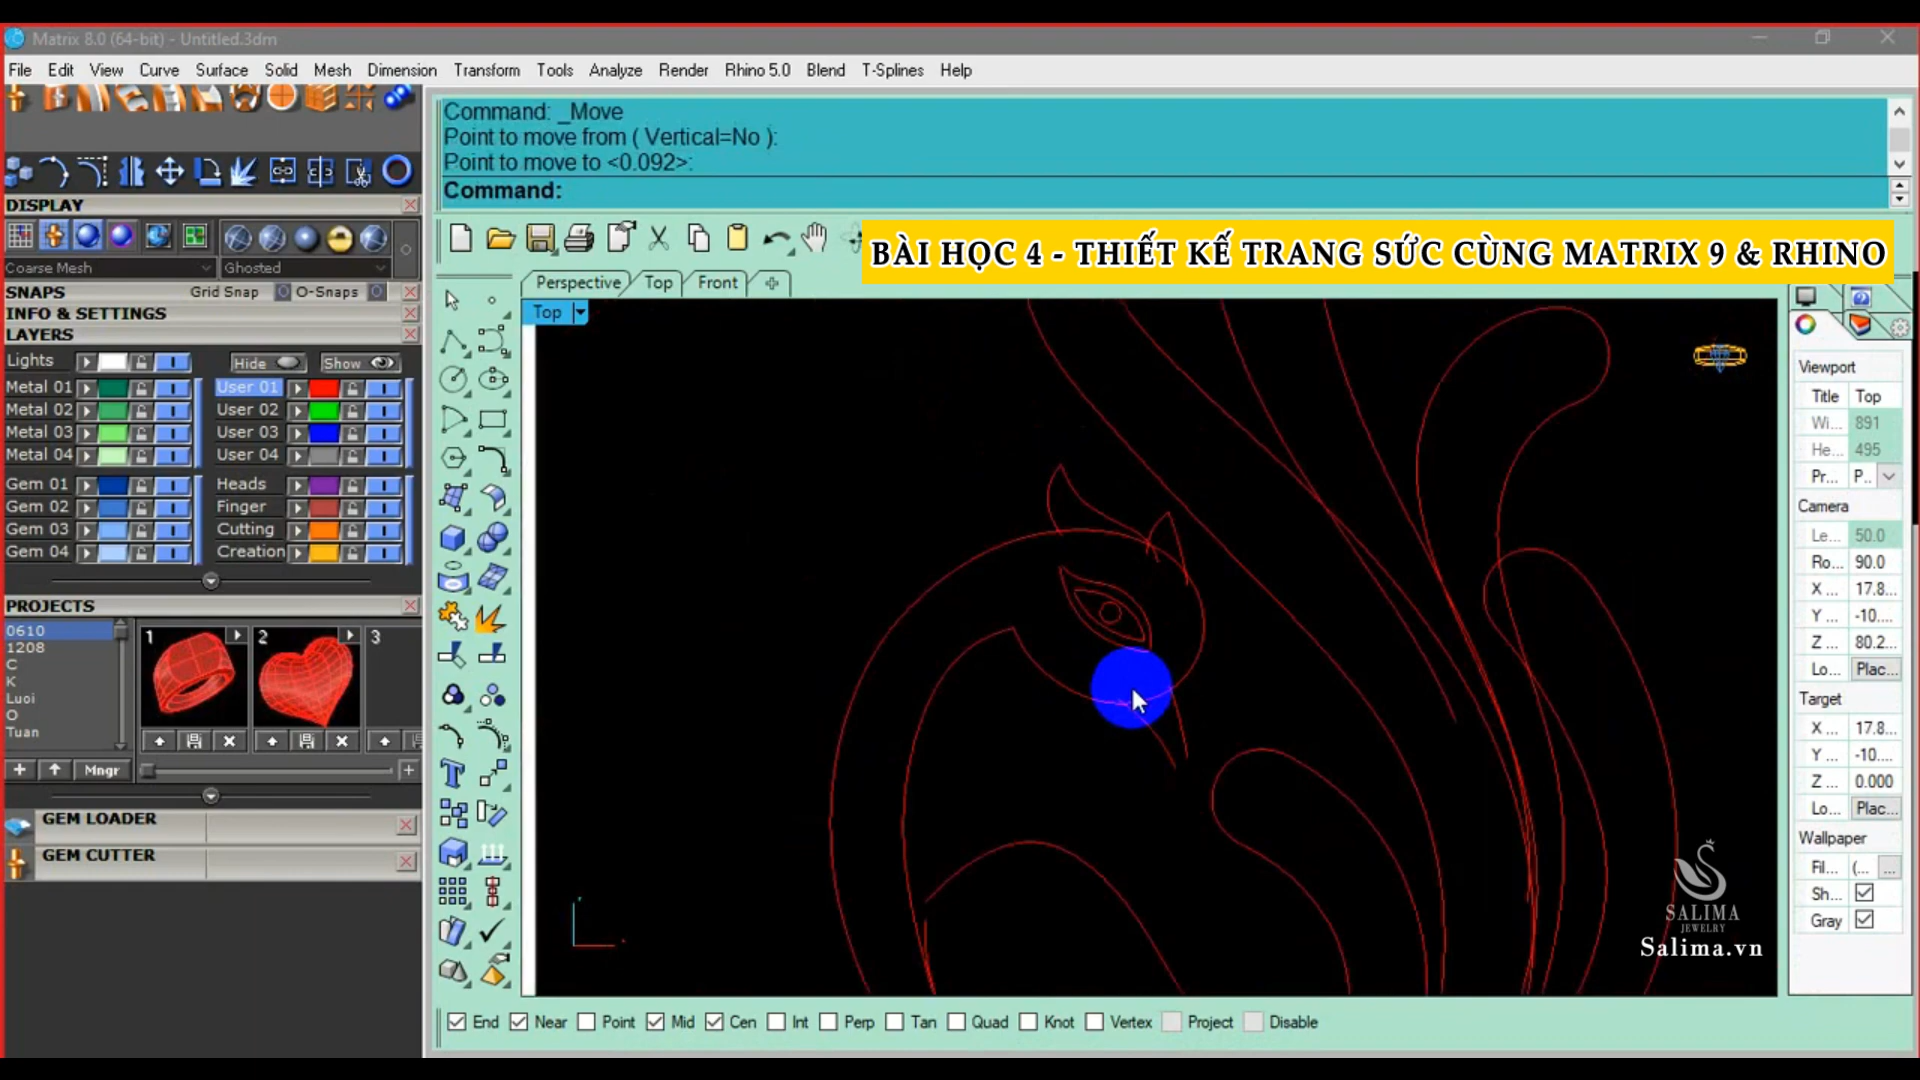 Matrix 8.0 (64-bit) - Untitled.3dm
File Edit View Curve Surface Solid Mesh Dimension Transform Tools Analyze Render Rhino 5.0 Blend T-Splines Help
Command: _Move
Point to move from ( Vertical=No ):
Point to move to <0.092>:
Command:
BÀI HỌC 4 - THIẾT KẾ TRANG SỨC CÙNG MATRIX 9 & RHINO
DISPLAY
Coarse Mesh Ghosted
SNAPS Grid Snap O-Snaps
INFO & SETTINGS
LAYERS
Lights Hide Show
Metal 01 User 01
Metal 02 User 02
Metal 03 User 03
Metal 04 User 04
Gem 01 Heads
Gem 02 Finger
Gem 03 Cutting
Gem 04 Creation
PROJECTS
0610
1208
C
K
Luoi
O
Tuan
1 2 3
Mngr
GEM LOADER
GEM CUTTER
Perspective Top Front
Top
Viewport
Title Top
Wi... 891
He... 495
Pr... P..
Camera
Le... 50.0
Ro... 90.0
X ... 17.8...
Y ... -10....
Z ... 80.2...
Lo... Plac...
Target
X ... 17.8...
Y ... -10....
Z ... 0.000
Lo... Plac...
Wallpaper
Fil... (... ...
Sh...
Gray
SALIMA
JEWELRY
Salima.vn
End Near Point Mid Cen Int Perp Tan Quad Knot Vertex Project Disable